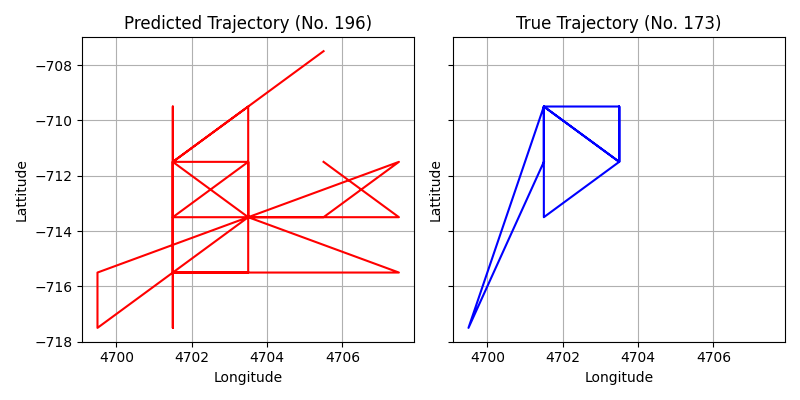 Predicted Trajectory (No. 196)
True Trajectory (No. 173)
Lattitude
−708
−710
−712
−714
−716
−718
4700 4702 4704 4706
Longitude
Lattitude
4700 4702 4704 4706
Longitude